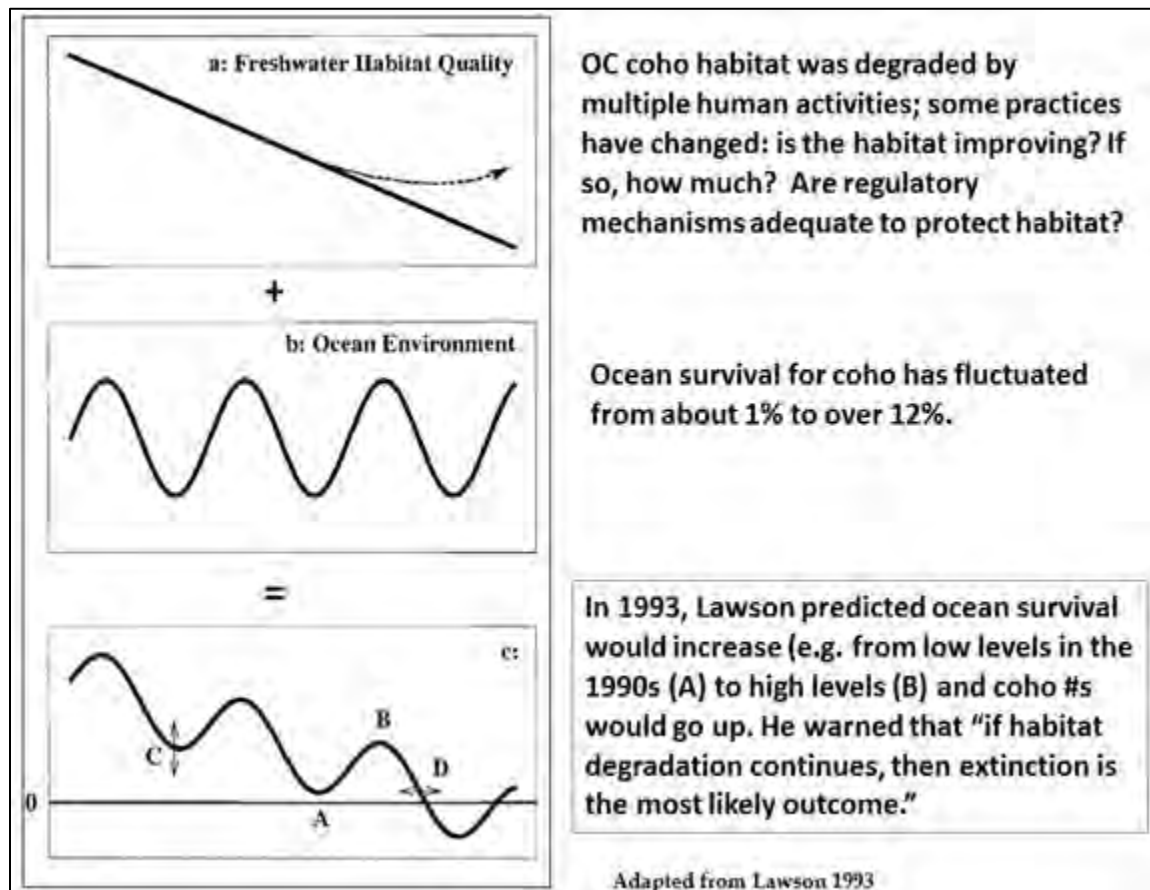 a: Freshwater Habitat Quality
OC coho habitat was degraded by
multiple human activities; some practices
have changed: is the habitat improving? If
so, how much? Are regulatory
mechanisms adequate to protect habitat?
+
b: Ocean Environment
Ocean survival for coho has fluctuated
from about 1% to over 12%.
=
c:
C
B
D
0
A
In 1993, Lawson predicted ocean survival
would increase (e.g. from low levels in the
1990s (A) to high levels (B) and coho #s
would go up. He warned that “if habitat
degradation continues, then extinction is
the most likely outcome.”
Adapted from Lawson 1993